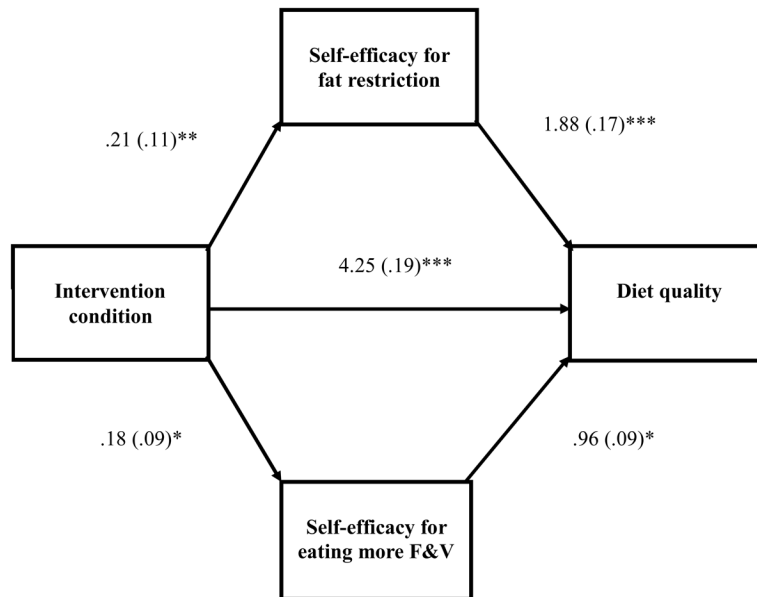 Self-efficacy for
fat restriction
.21 (.11)**
1.88 (.17)***
4.25 (.19)***
Intervention
condition
Diet quality
.18 (.09)*
.96 (.09)*
Self-efficacy for
eating more F&V